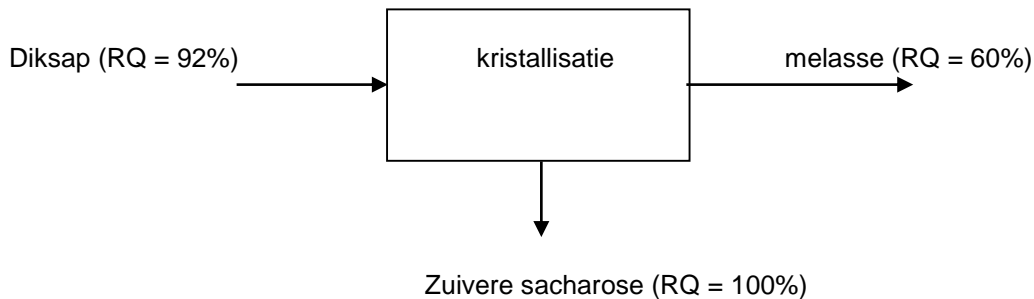 Diksap (RQ = 92%)
kristallisatie
melasse (RQ = 60%)
Zuivere sacharose (RQ = 100%)